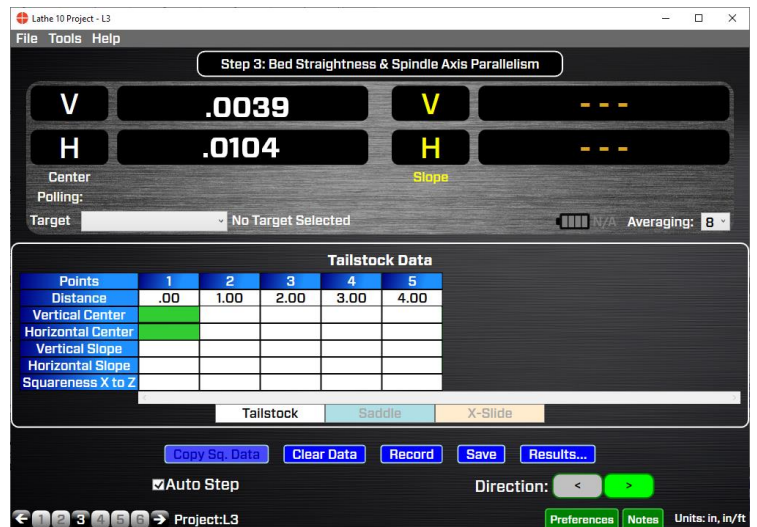 Lathe 10 Project - L3
File Tools Help
Step 3: Bed Straightness & Spindle Axis Parallelism
V .0039 V - - -
H .0104 H - - -
Center Slope
Polling:
Target No Target Selected N/A Averaging: 8
Tailstock Data
Points 1 2 3 4 5
Distance .00 1.00 2.00 3.00 4.00
Vertical Center
Horizontal Center
Vertical Slope
Horizontal Slope
Squareness X to Z
Tailstock Saddle X-Slide
Copy Sq. Data Clear Data Record Save Results...
Auto Step Direction: < >
1 2 3 4 5 6 Project:L3 Preferences Notes Units: in, in/ft